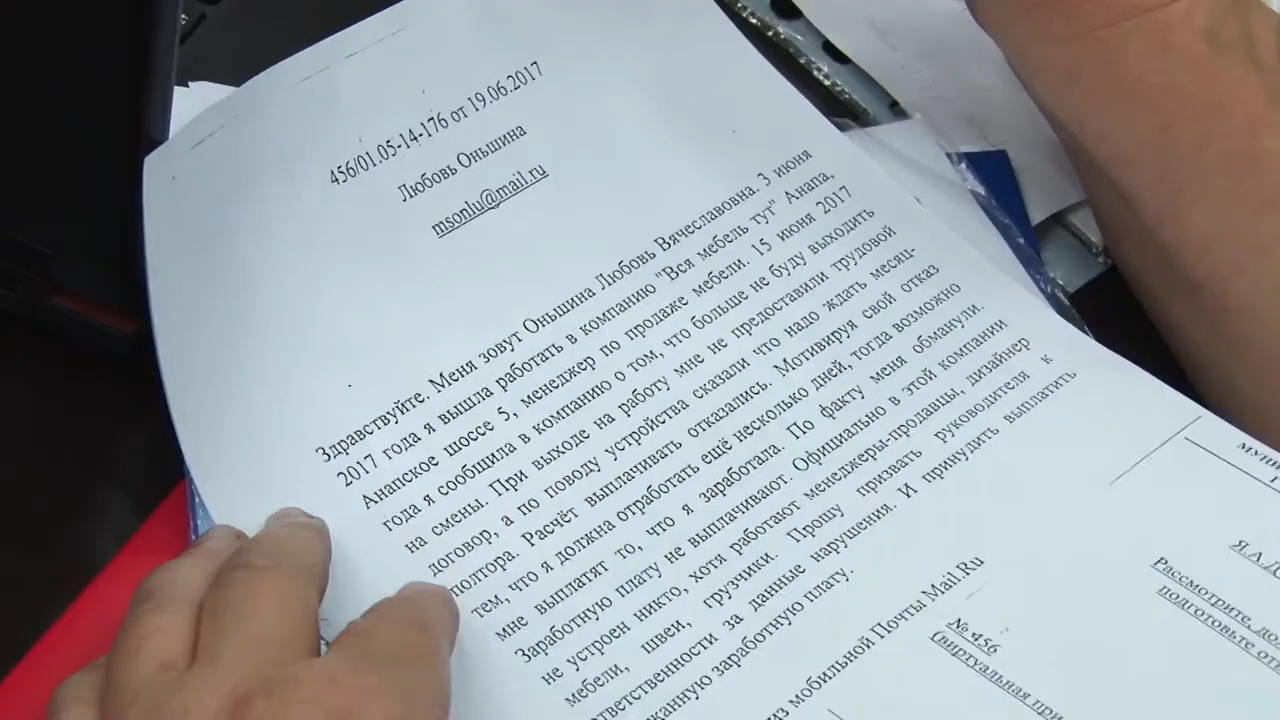 456/01.05-14-176 от 19.06.2017
Любовь Оньшина
msonlu@mail.ru
Здравствуйте. Меня зовут Оньшина Любовь Вячеславовна. 3 июня
2017 года я вышла работать в компанию "Вся мебель тут" Анапа,
Анапское шоссе 5, менеджер по продаже мебели. 15 июня 2017
года я сообщила в компанию о том, что больше не буду выходить
на смены. При выходе на работу мне не предоставили трудовой
договор, а по поводу устройства сказали что надо ждать месяц-
полтора. Расчёт выплачивать отказались. Мотивируя свой отказ
тем, что я должна отработать ещё несколько дней, тогда возможно
мне выплатят то, что я заработала. По факту меня обманули.
Заработную плату не выплачивают. Официально в этой компании
не устроен никто, хотя работают менеджеры-продавцы, дизайнер
мебели, швеи, грузчики. Прошу призвать руководителя к
ответственности за данные нарушения. И принудить выплатить
заработную плату.
из мобильной Почты Mail.Ru
№ 456
(виртуальная при
Рассмотрите, до
подготовьте от